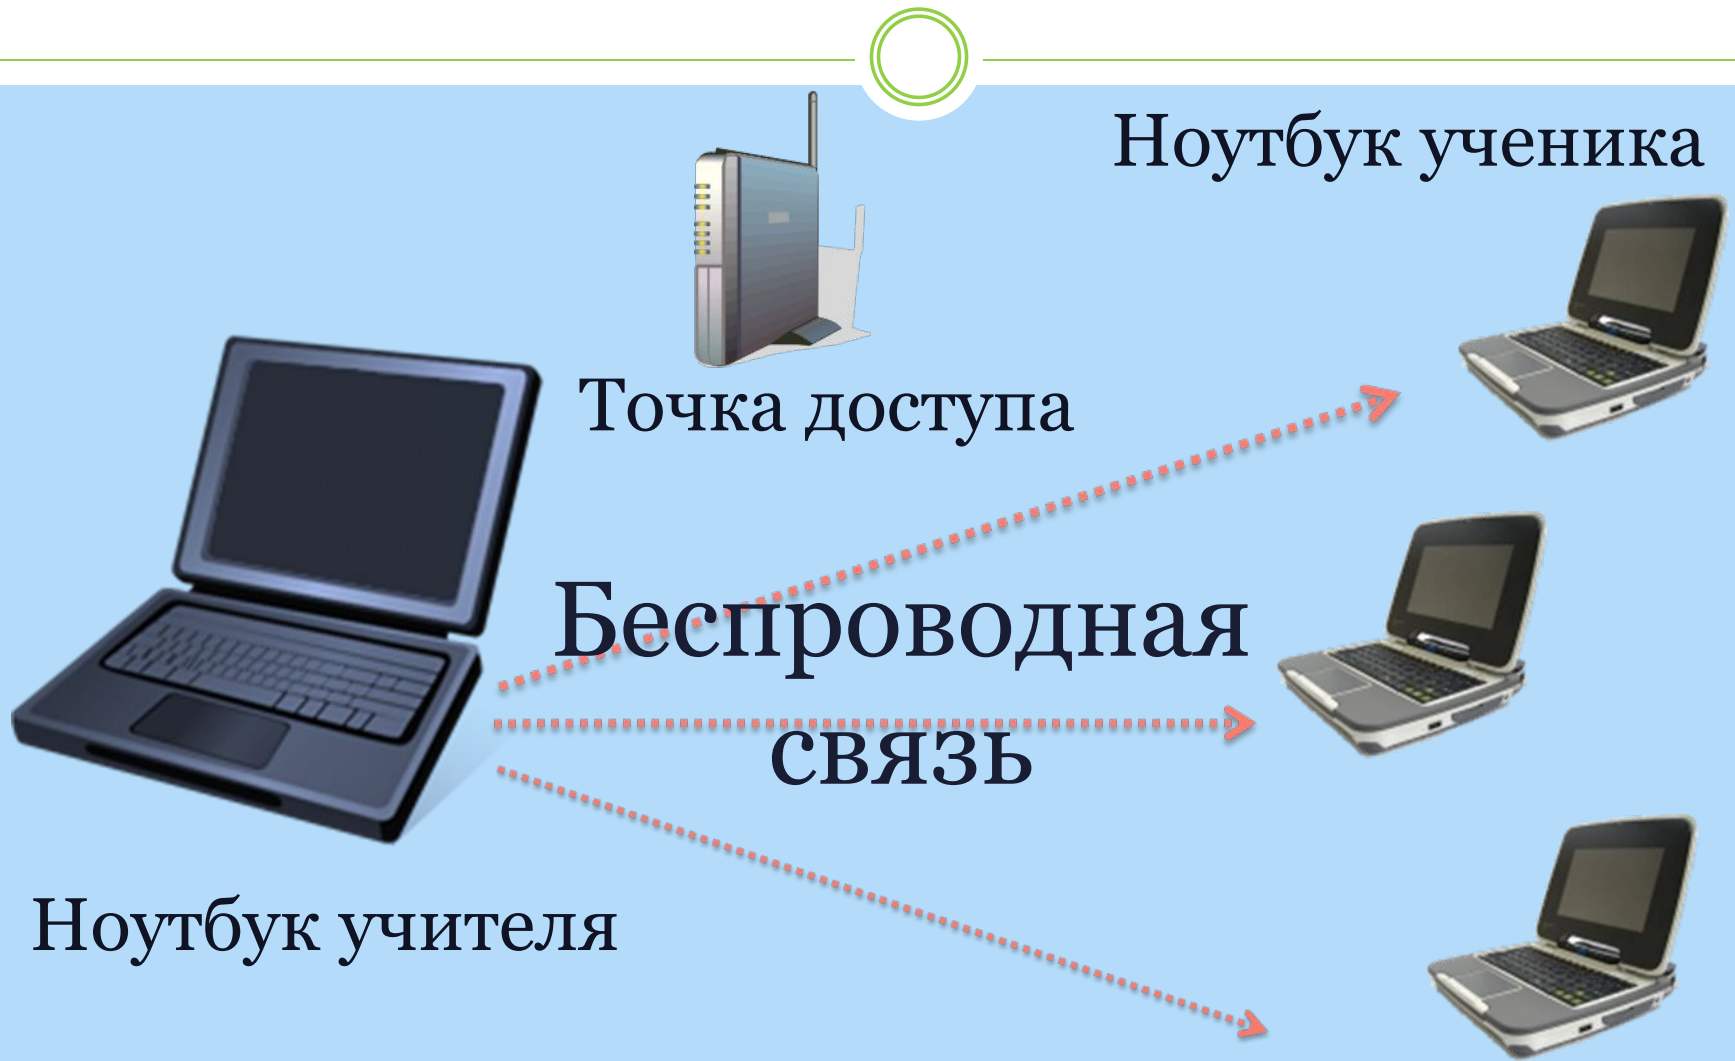 Ноутбук ученика
Точка доступа
Беспроводная
связь
Ноутбук учителя